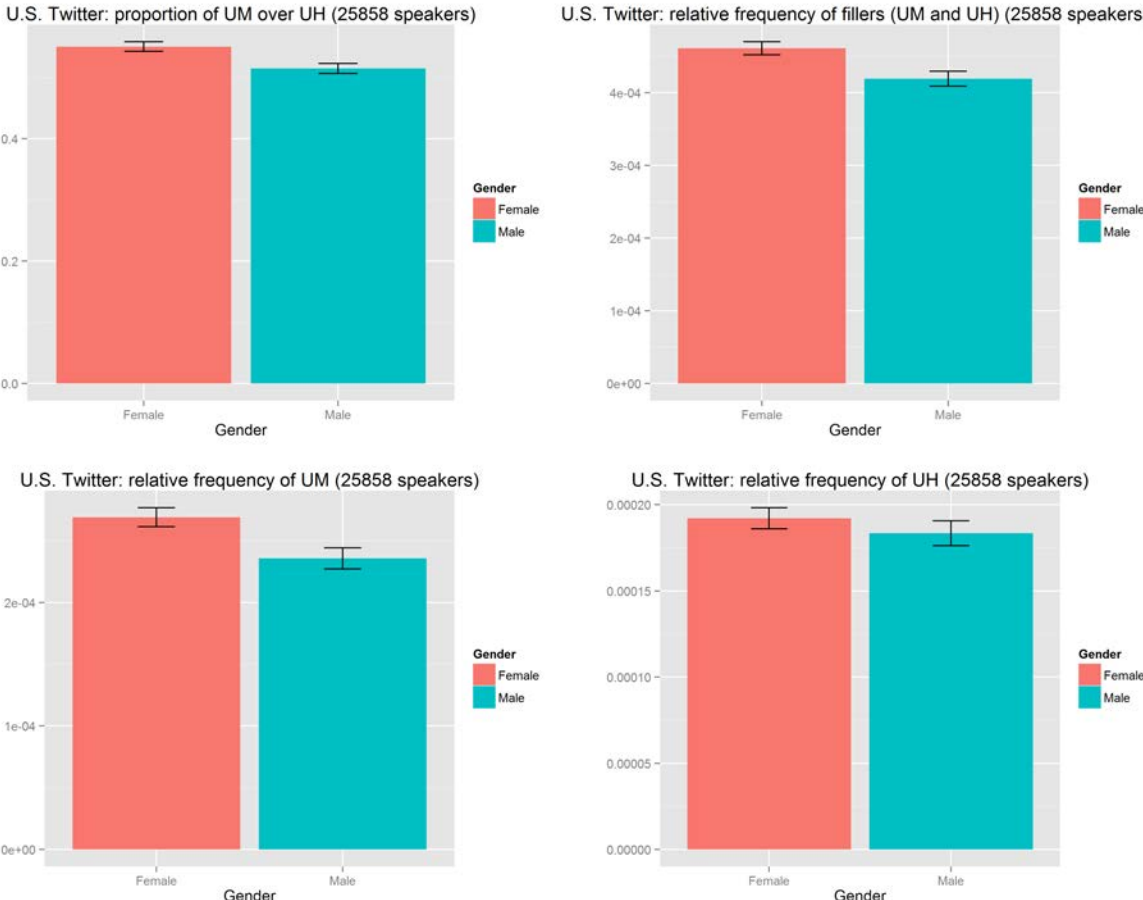 U.S. Twitter: proportion of UM over UH (25858 speakers)
0.4
0.2
0.0
Female
Male
Gender
Gender
Female
Male
U.S. Twitter: relative frequency of fillers (UM and UH) (25858 speakers
4e-04
3e-04
2e-04
1e-04
0e+00
Female
Male
Gender
Gender
Female
Male
U.S. Twitter: relative frequency of UM (25858 speakers)
2e-04
1e-04
0e+00
Female
Male
Gender
Gender
Female
Male
U.S. Twitter: relative frequency of UH (25858 speakers)
0.00020
0.00015
0.00010
0.00005
0.00000
Female
Male
Gender
Gender
Female
Male